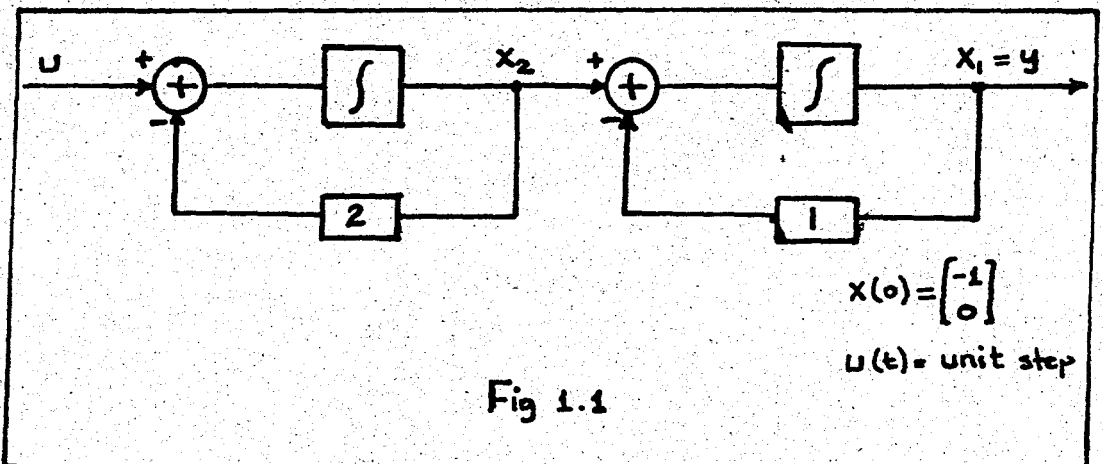 u + + - ∫ x₂ + + - ∫ x₁ = y
2 1
x(0) = [-1 0]
u(t) = unit step
Fig 1.1